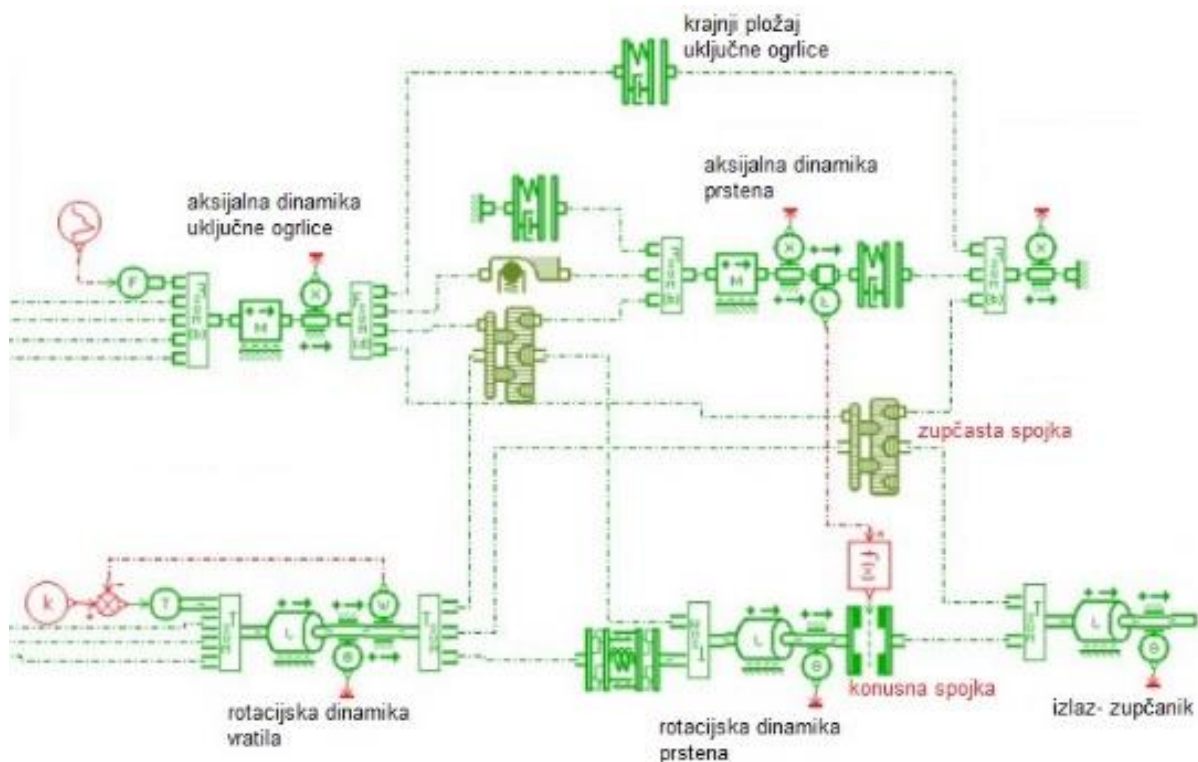 krajnji pložaj
uključne ogrlice
aksijalna dinamika
prstena
aksijalna dinamika
uključne ogrlice
F
X
M
X
M
zupčasta spojka
f(x)
k
T
W
L
L
L
θ
θ
θ
konusna spojka
rotacijska dinamika
vratila
rotacijska dinamika
prstena
izlaz- zupčanik